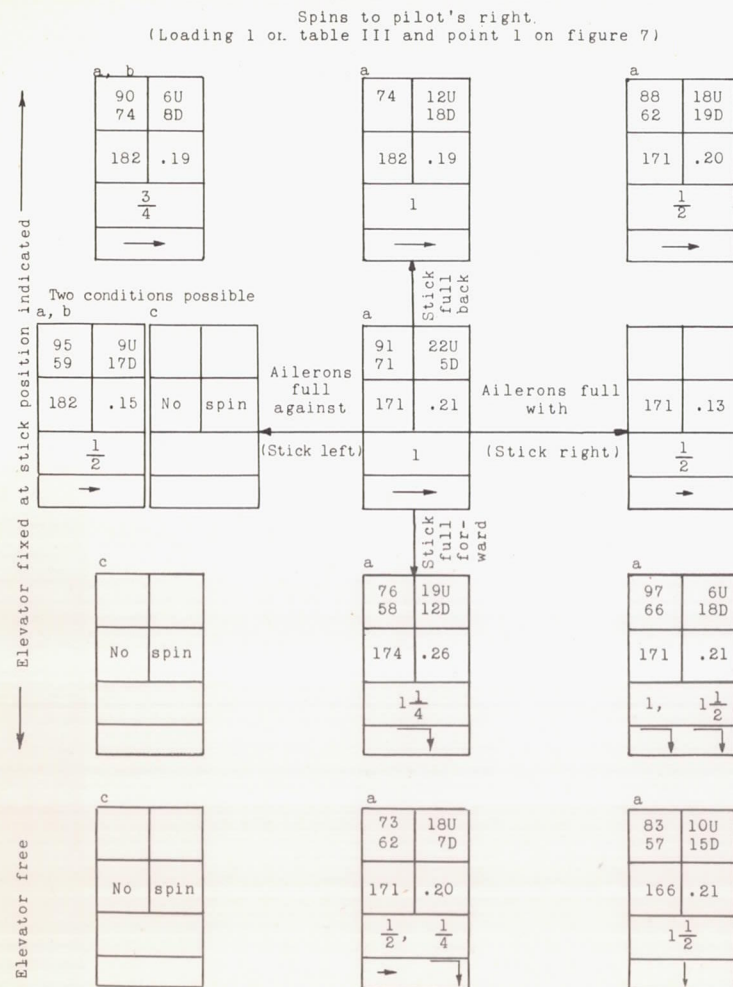 Spins to pilot's right.
(Loading 1 on table III and point 1 on figure 7)
a, b
90 6U
74 8D
182 .19
3/4
a
74 12U
18D
182 .19
1
a
88 18U
62 19D
171 .20
1/2
Elevator fixed at stick position indicated
Stick
full
back
Two conditions possible
a, b
95 9U
59 17D
182 .15
1/2
c
No spin
Ailerons
full
against
(Stick left)
a
91 22U
71 5D
171 .21
1
Ailerons full
with
(Stick right)
171 .13
1/2
Stick
full
for-
ward
c
No spin
a
76 19U
58 12D
174 .26
1 1/4
a
97 6U
66 18D
171 .21
1, 1 1/2
Elevator free
c
No spin
a
73 18U
62 7D
171 .20
1/2, 1/4
a
83 10U
57 15D
166 .21
1 1/2